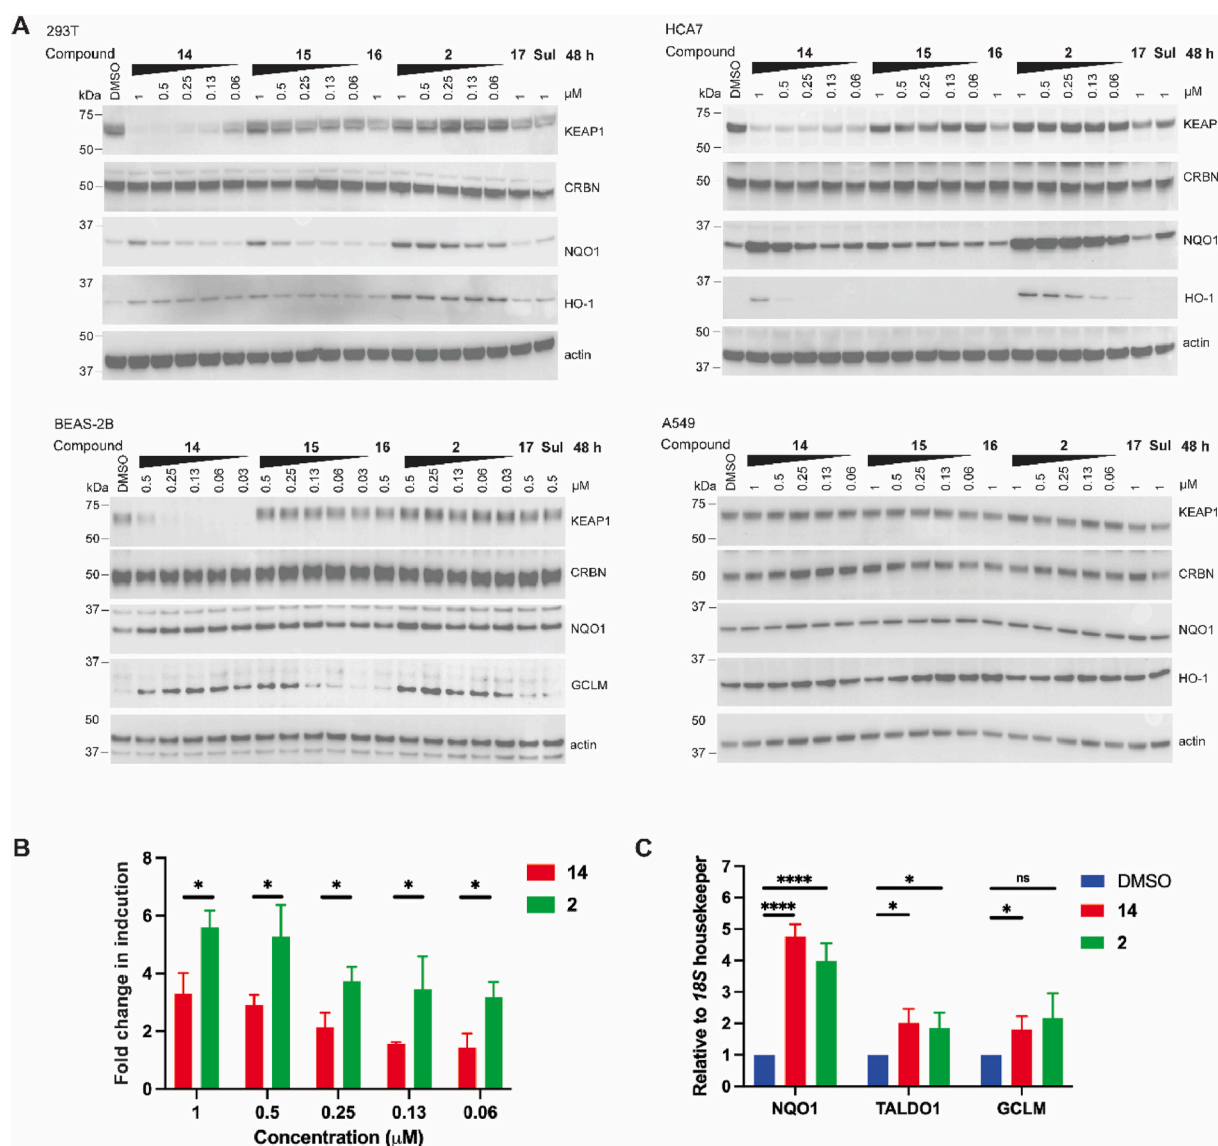 A
293T
Compound 14 15 16 2 17 Sul 48 h
kDa DMSO 1 0.5 0.25 0.13 0.06 1 0.5 0.25 0.13 0.06 1 1 0.5 0.25 0.13 0.06 1 1 μM
75
KEAP1
50
50
CRBN
37
NQO1
37
HO-1
50
actin
37
HCA7
Compound 14 15 16 2 17 Sul 48 h
kDa DMSO 1 0.5 0.25 0.13 0.06 1 0.5 0.25 0.13 0.06 1 1 0.5 0.25 0.13 0.06 1 1 μM
75
KEAP
50
50
CRBN
37
NQO1
37
HO-1
50
actin
37
BEAS-2B
Compound 14 15 16 2 17 Sul 48 h
kDa DMSO 0.5 0.25 0.13 0.06 0.03 0.5 0.25 0.13 0.06 0.03 0.5 0.5 0.25 0.13 0.06 0.03 0.5 0.5 μM
75
KEAP1
50
50
CRBN
37
NQO1
37
GCLM
50
actin
37
A549
Compound 14 15 16 2 17 Sul 48 h
kDa DMSO 1 0.5 0.25 0.13 0.06 1 0.5 0.25 0.13 0.06 1 1 0.5 0.25 0.13 0.06 1 1 μM
75
KEAP1
50
50
CRBN
37
NQO1
37
HO-1
50
actin
37
B
Fold change in indcution
8
6
4
2
0
* * * * *
1 0.5 0.25 0.13 0.06
Concentration (μM)
14
2
C
Relative to 18S housekeeper
7
6
5
4
3
2
1
0
**** * ns
**** * *
NQO1 TALDO1 GCLM
DMSO
14
2